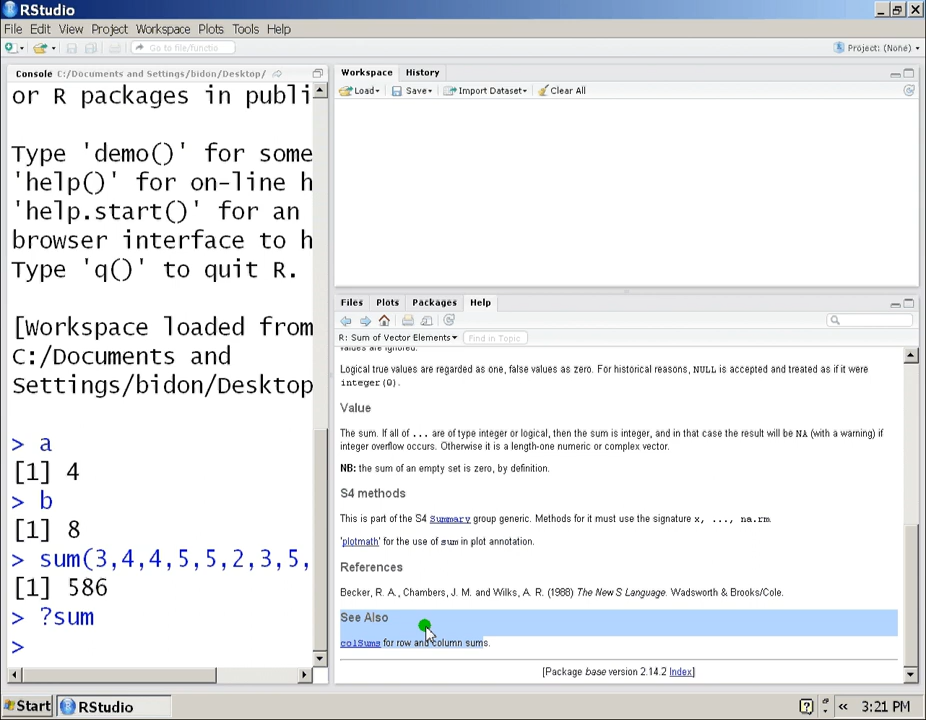 RStudio
File Edit View Project Workspace Plots Tools Help
Go to file/functio
Project: (None)
Console C:/Documents and Settings/bidon/Desktop/
or R packages in publi
Type 'demo()' for some
'help()' for on-line h
'help.start()' for an
browser interface to h
Type 'q()' to quit R.
[Workspace loaded from
C:/Documents and
Settings/bidon/Desktop
> a
[1] 4
> b
[1] 8
> sum(3,4,4,5,5,2,3,5,
[1] 586
> ?sum
>
Workspace History
Load Save Import Dataset Clear All
Files Plots Packages Help
R: Sum of Vector Elements Find in Topic
values are ignored.
Logical true values are regarded as one, false values as zero. For historical reasons, NULL is accepted and treated as if it were
integer(0).
Value
The sum. If all of ... are of type integer or logical, then the sum is integer, and in that case the result will be NA (with a warning) if
integer overflow occurs. Otherwise it is a length-one numeric or complex vector.
NB: the sum of an empty set is zero, by definition.
S4 methods
This is part of the S4 Summary group generic. Methods for it must use the signature x, ..., na.rm.
'plotmath' for the use of sum in plot annotation.
References
Becker, R. A., Chambers, J. M. and Wilks, A. R. (1988) The New S Language. Wadsworth & Brooks/Cole.
See Also
colSums for row and column sums.
[Package base version 2.14.2 Index]
Start RStudio
3:21 PM